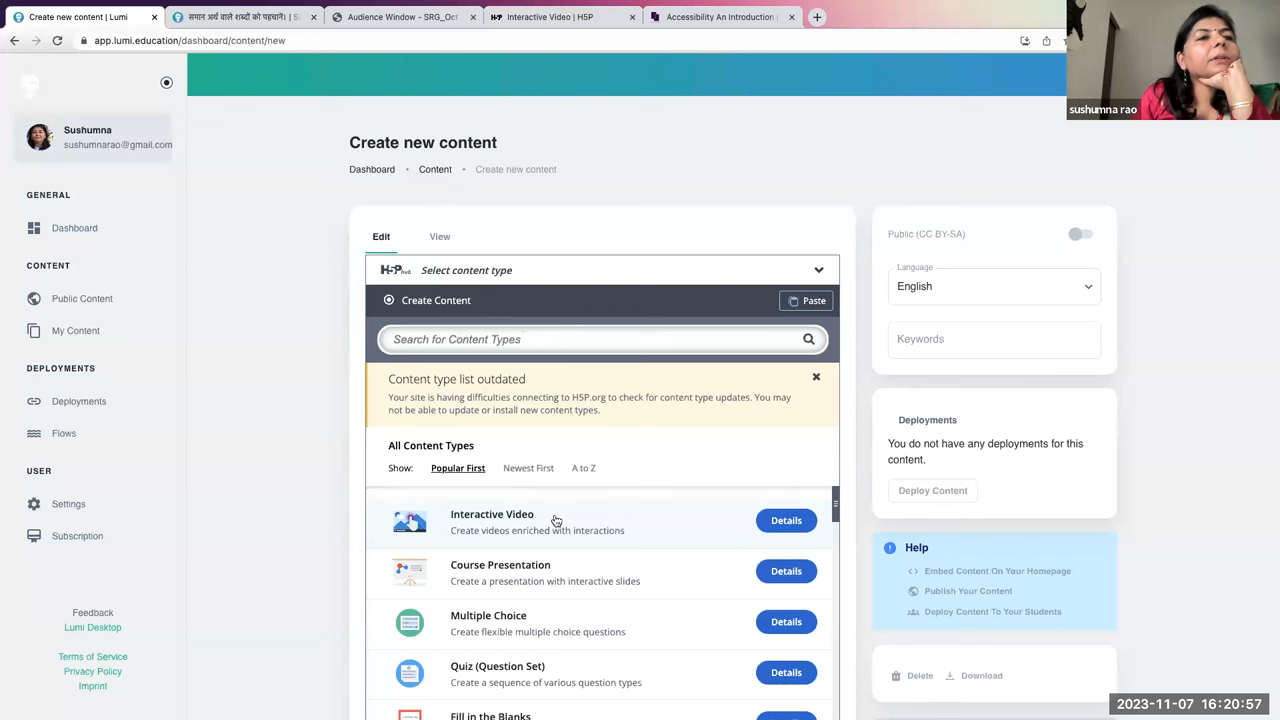 Create new content | Lumi
समान अर्थ वाले शब्दों को पहचानें। | Su
Audience Window - SRG_Oct
H5P Interactive Video | H5P
Accessibility An Introduction |
app.lumi.education/dashboard/content/new
sushumna rao
Sushumna
sushumnarao@gmail.com
GENERAL
Dashboard
CONTENT
Public Content
My Content
DEPLOYMENTS
Deployments
Flows
USER
Settings
Subscription
Feedback
Lumi Desktop
Terms of Service
Privacy Policy
Imprint
Create new content
Dashboard • Content • Create new content
Edit View
H5P hub Select content type
Create Content Paste
Search for Content Types
Content type list outdated
Your site is having difficulties connecting to H5P.org to check for content type updates. You may
not be able to update or install new content types.
All Content Types
Show: Popular First Newest First A to Z
Interactive Video
Create videos enriched with interactions
Details
Course Presentation
Create a presentation with interactive slides
Details
Multiple Choice
Create flexible multiple choice questions
Details
Quiz (Question Set)
Create a sequence of various question types
Details
Fill in the Blanks
Public (CC BY-SA)
Language
English
Keywords
Deployments
You do not have any deployments for this
content.
Deploy Content
Help
Embed Content On Your Homepage
Publish Your Content
Deploy Content To Your Students
Delete Download
2023-11-07 16:20:57